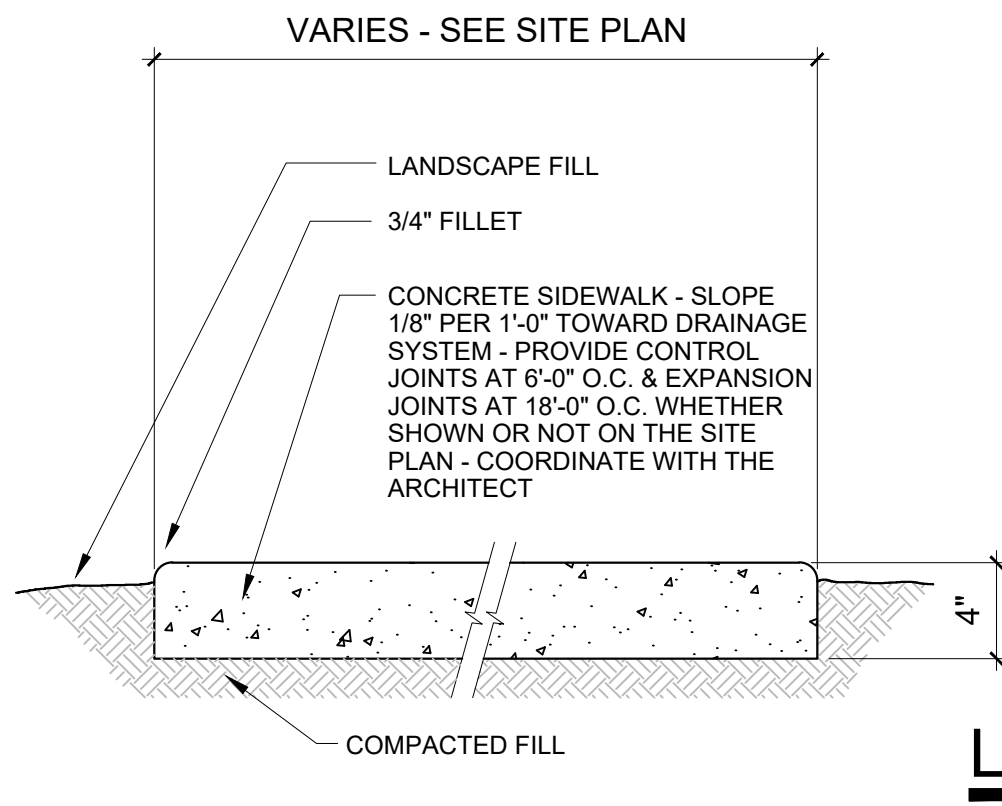 VARIES - SEE SITE PLAN
LANDSCAPE FILL
3/4" FILLET
CONCRETE SIDEWALK - SLOPE
1/8" PER 1'-0" TOWARD DRAINAGE
SYSTEM - PROVIDE CONTROL
JOINTS AT 6'-0" O.C. & EXPANSION
JOINTS AT 18'-0" O.C. WHETHER
SHOWN OR NOT ON THE SITE
PLAN - COORDINATE WITH THE
ARCHITECT
4"
COMPACTED FILL